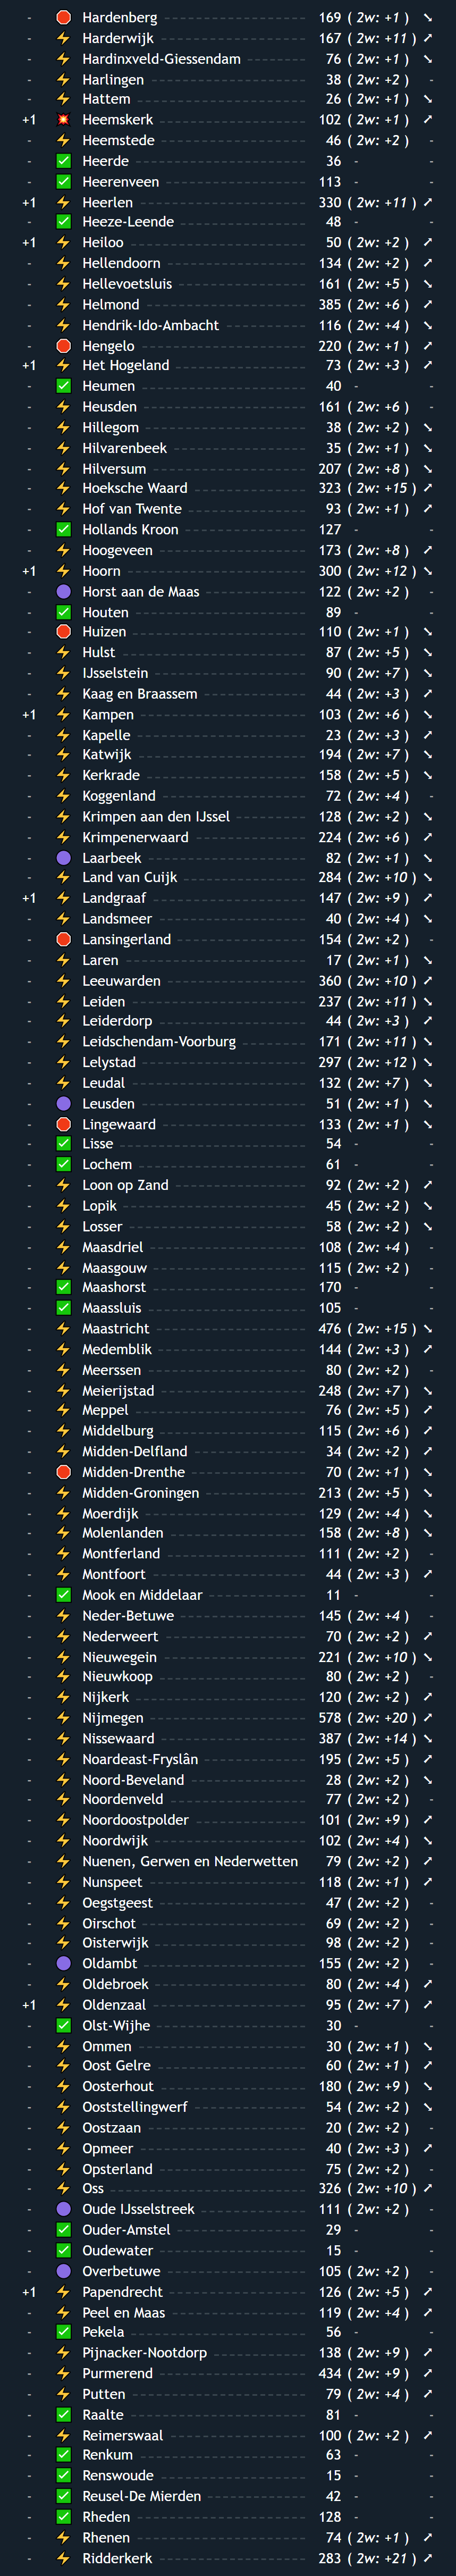 - 🛑 Hardenberg 169 ( 2w: +1 ) ↘
- ⚡ Harderwijk 167 ( 2w: +11 ) ↗
- ⚡ Hardinxveld-Giessendam 76 ( 2w: +1 ) ↘
- ⚡ Harlingen 38 ( 2w: +2 ) -
- ⚡ Hattem 26 ( 2w: +1 ) ↘
+1 💥 Heemskerk 102 ( 2w: +1 ) ↗
- ⚡ Heemstede 46 ( 2w: +2 ) -
- ✅ Heerde 36 - -
- ✅ Heerenveen 113 - -
+1 ⚡ Heerlen 330 ( 2w: +11 ) ↗
- ✅ Heeze-Leende 48 - -
+1 ⚡ Heiloo 50 ( 2w: +2 ) ↗
- ⚡ Hellendoorn 134 ( 2w: +2 ) ↗
- ⚡ Hellevoetsluis 161 ( 2w: +5 ) ↘
- ⚡ Helmond 385 ( 2w: +6 ) ↗
- ⚡ Hendrik-Ido-Ambacht 116 ( 2w: +4 ) ↘
- 🛑 Hengelo 220 ( 2w: +1 ) ↗
+1 ⚡ Het Hogeland 73 ( 2w: +3 ) ↗
- ✅ Heumen 40 - -
- ⚡ Heusden 161 ( 2w: +6 ) -
- ⚡ Hillegom 38 ( 2w: +2 ) ↘
- ⚡ Hilvarenbeek 35 ( 2w: +1 ) ↘
- ⚡ Hilversum 207 ( 2w: +8 ) ↘
- ⚡ Hoeksche Waard 323 ( 2w: +15 ) ↗
- ⚡ Hof van Twente 93 ( 2w: +1 ) ↗
- ✅ Hollands Kroon 127 - -
- ⚡ Hoogeveen 173 ( 2w: +8 ) ↗
+1 ⚡ Hoorn 300 ( 2w: +12 ) ↘
- 🟣 Horst aan de Maas 122 ( 2w: +2 ) -
- ✅ Houten 89 - -
- 🛑 Huizen 110 ( 2w: +1 ) ↘
- ⚡ Hulst 87 ( 2w: +5 ) ↘
- ⚡ IJsselstein 90 ( 2w: +7 ) ↘
- ⚡ Kaag en Braassem 44 ( 2w: +3 ) ↗
+1 ⚡ Kampen 103 ( 2w: +6 ) ↘
- ⚡ Kapelle 23 ( 2w: +3 ) ↗
- ⚡ Katwijk 194 ( 2w: +7 ) ↘
- ⚡ Kerkrade 158 ( 2w: +5 ) ↘
- ⚡ Koggenland 72 ( 2w: +4 ) -
- ⚡ Krimpen aan den IJssel 128 ( 2w: +2 ) ↘
- ⚡ Krimpenerwaard 224 ( 2w: +6 ) ↗
- 🟣 Laarbeek 82 ( 2w: +1 ) ↘
- ⚡ Land van Cuijk 284 ( 2w: +10 ) ↘
+1 ⚡ Landgraaf 147 ( 2w: +9 ) ↗
- ⚡ Landsmeer 40 ( 2w: +4 ) ↘
- 🛑 Lansingerland 154 ( 2w: +2 ) -
- ⚡ Laren 17 ( 2w: +1 ) ↘
- ⚡ Leeuwarden 360 ( 2w: +10 ) ↗
- ⚡ Leiden 237 ( 2w: +11 ) ↘
- ⚡ Leiderdorp 44 ( 2w: +3 ) ↗
- ⚡ Leidschendam-Voorburg 171 ( 2w: +11 ) ↘
- ⚡ Lelystad 297 ( 2w: +12 ) ↘
- ⚡ Leudal 132 ( 2w: +7 ) ↘
- 🟣 Leusden 51 ( 2w: +1 ) ↘
- 🛑 Lingewaard 133 ( 2w: +1 ) ↘
- ✅ Lisse 54 - -
- ✅ Lochem 61 - -
- ⚡ Loon op Zand 92 ( 2w: +2 ) ↗
- ⚡ Lopik 45 ( 2w: +2 ) ↘
- ⚡ Losser 58 ( 2w: +2 ) ↘
- ⚡ Maasdriel 108 ( 2w: +4 ) -
- ⚡ Maasgouw 115 ( 2w: +2 ) -
- ✅ Maashorst 170 - -
- ✅ Maassluis 105 - -
- ⚡ Maastricht 476 ( 2w: +15 ) ↘
- ⚡ Medemblik 144 ( 2w: +3 ) ↗
- ⚡ Meerssen 80 ( 2w: +2 ) -
- ⚡ Meierijstad 248 ( 2w: +7 ) ↘
- ⚡ Meppel 76 ( 2w: +5 ) ↗
- ⚡ Middelburg 115 ( 2w: +6 ) ↗
- ⚡ Midden-Delfland 34 ( 2w: +2 ) ↗
- 🛑 Midden-Drenthe 70 ( 2w: +1 ) ↘
- ⚡ Midden-Groningen 213 ( 2w: +5 ) ↘
- ⚡ Moerdijk 129 ( 2w: +4 ) ↘
- ⚡ Molenlanden 158 ( 2w: +8 ) ↘
- ⚡ Montferland 111 ( 2w: +2 ) -
- ⚡ Montfoort 44 ( 2w: +3 ) ↗
- ✅ Mook en Middelaar 11 - -
- ⚡ Neder-Betuwe 145 ( 2w: +4 ) -
- ⚡ Nederweert 70 ( 2w: +2 ) ↗
- ⚡ Nieuwegein 221 ( 2w: +10 ) ↘
- ⚡ Nieuwkoop 80 ( 2w: +2 ) -
- ⚡ Nijkerk 120 ( 2w: +2 ) ↗
- ⚡ Nijmegen 578 ( 2w: +20 ) ↗
- ⚡ Nissewaard 387 ( 2w: +14 ) ↘
- ⚡ Noardeast-Fryslân 195 ( 2w: +5 ) ↗
- ⚡ Noord-Beveland 28 ( 2w: +2 ) ↘
- ⚡ Noordenveld 77 ( 2w: +2 ) -
- ⚡ Noordoostpolder 101 ( 2w: +9 ) ↗
- ⚡ Noordwijk 102 ( 2w: +4 ) ↘
- ⚡ Nuenen, Gerwen en Nederwetten 79 ( 2w: +2 ) ↗
- ⚡ Nunspeet 118 ( 2w: +1 ) ↗
- ⚡ Oegstgeest 47 ( 2w: +2 ) -
- ⚡ Oirschot 69 ( 2w: +2 ) -
- ⚡ Oisterwijk 98 ( 2w: +2 ) -
- 🟣 Oldambt 155 ( 2w: +2 ) -
- ⚡ Oldebroek 80 ( 2w: +4 ) ↗
+1 ⚡ Oldenzaal 95 ( 2w: +7 ) ↗
- ✅ Olst-Wijhe 30 - -
- ⚡ Ommen 30 ( 2w: +1 ) ↘
- ⚡ Oost Gelre 60 ( 2w: +1 ) ↗
- ⚡ Oosterhout 180 ( 2w: +9 ) ↘
- ⚡ Ooststellingwerf 54 ( 2w: +2 ) ↘
- ⚡ Oostzaan 20 ( 2w: +2 ) -
- ⚡ Opmeer 40 ( 2w: +3 ) ↗
- ⚡ Opsterland 75 ( 2w: +2 ) -
- ⚡ Oss 326 ( 2w: +10 ) ↗
- 🟣 Oude IJsselstreek 111 ( 2w: +2 ) -
- ✅ Ouder-Amstel 29 - -
- ✅ Oudewater 15 - -
- 🟣 Overbetuwe 105 ( 2w: +2 ) -
+1 ⚡ Papendrecht 126 ( 2w: +5 ) ↗
- ⚡ Peel en Maas 119 ( 2w: +4 ) ↗
- ✅ Pekela 56 - -
- ⚡ Pijnacker-Nootdorp 138 ( 2w: +9 ) ↗
- ⚡ Purmerend 434 ( 2w: +9 ) ↗
- ⚡ Putten 79 ( 2w: +4 ) ↗
- ✅ Raalte 81 - -
- ⚡ Reimerswaal 100 ( 2w: +2 ) ↗
- ✅ Renkum 63 - -
- ✅ Renswoude 15 - -
- ✅ Reusel-De Mierden 42 - -
- ✅ Rheden 128 - -
- ⚡ Rhenen 74 ( 2w: +1 ) ↗
- ⚡ Ridderkerk 283 ( 2w: +21 ) ↗